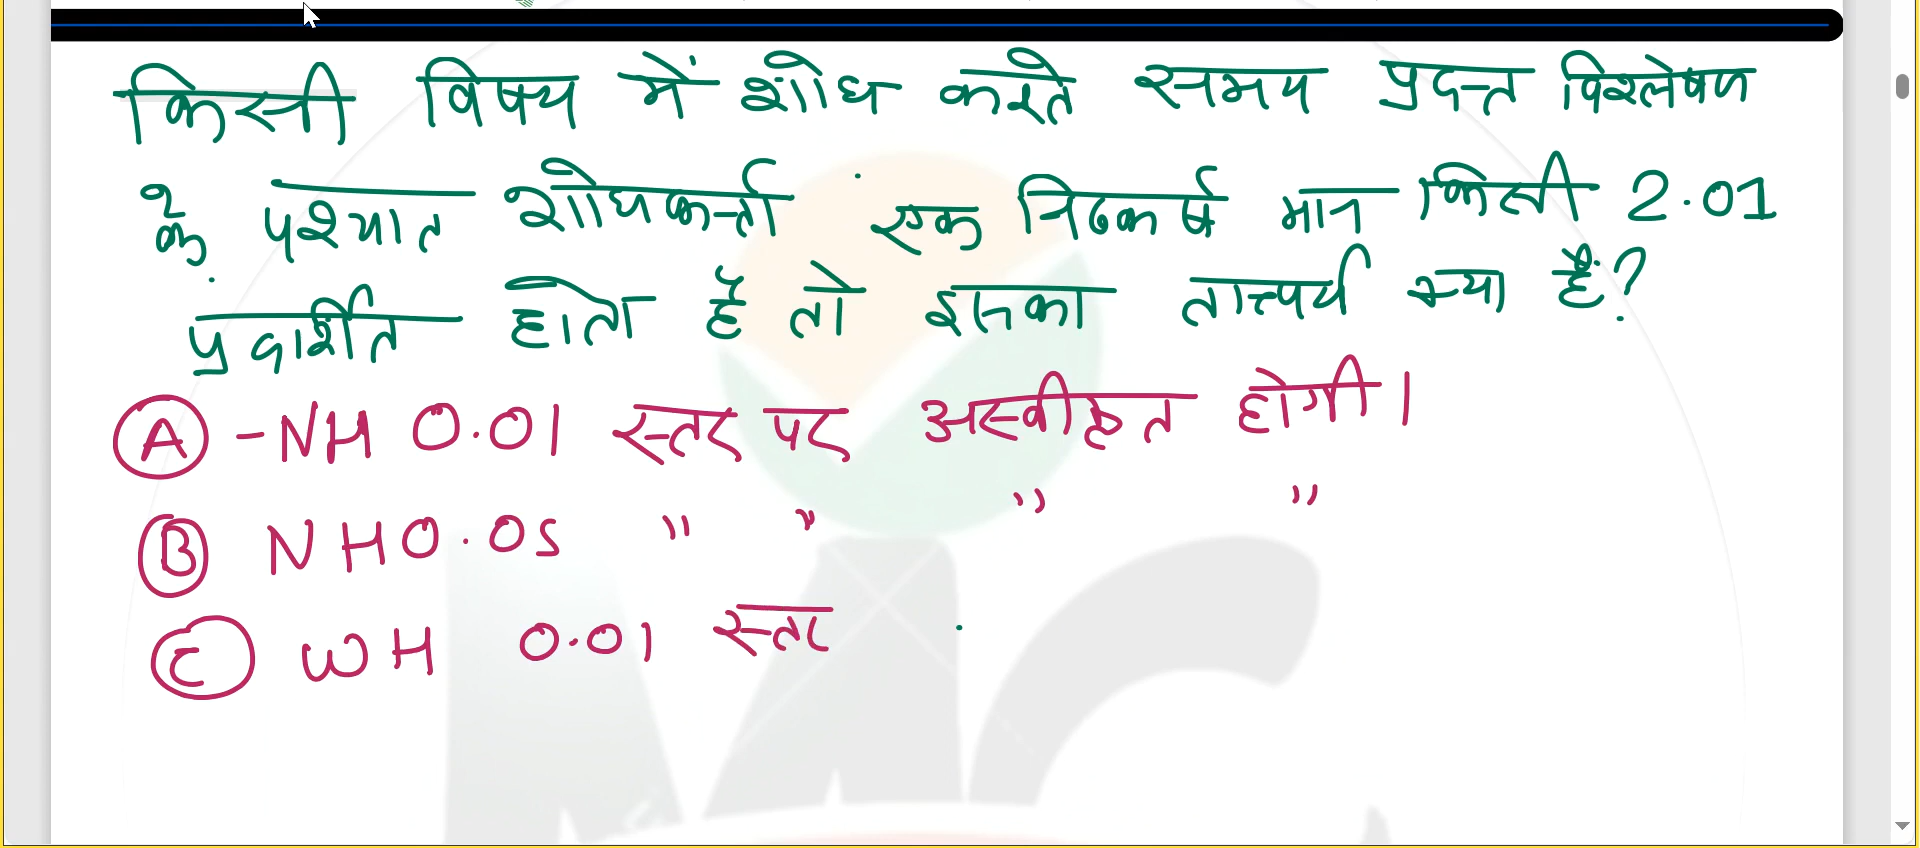 किसी विषय में शोध करते समय प्रदत्त विश्लेषण
के पश्यात शोधकर्ता एक निष्कर्ष मान किसी 2.01
प्रदर्शित होता है तो इसका तात्पर्य क्या है?
(A) - NH 0.01 स्तर पर अस्वीकृत होगी।
(B) NH 0.05 " " " "
(C) WH 0.01 स्तर